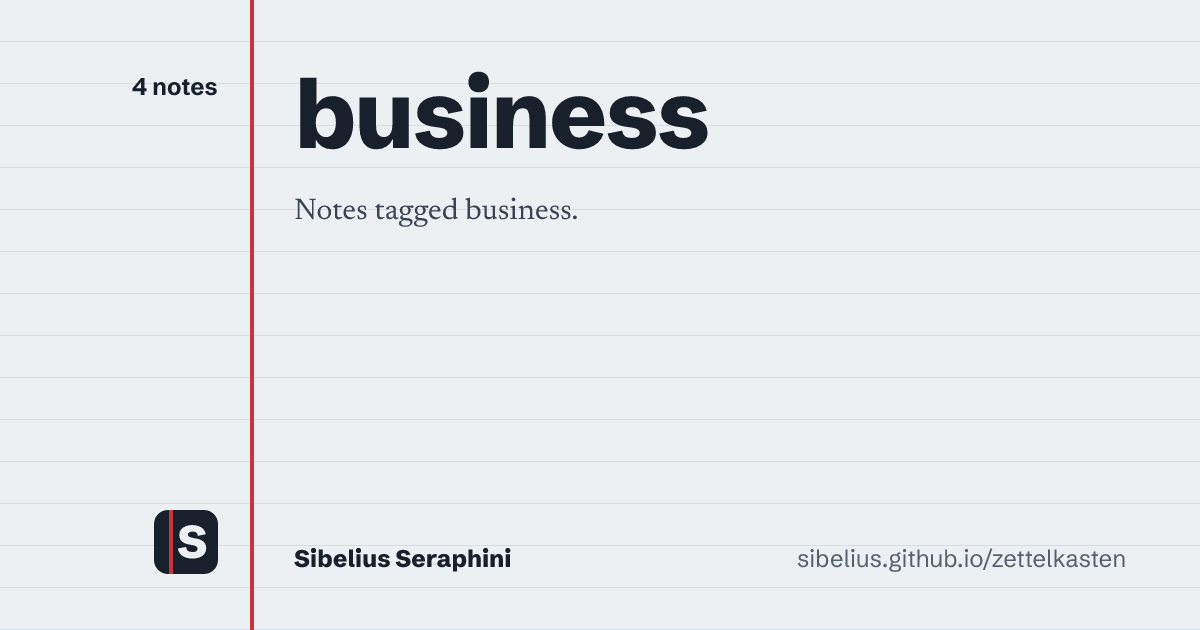 4 notes
business
Notes tagged business.
S
Sibelius Seraphini
sibelius.github.io/zettelkasten